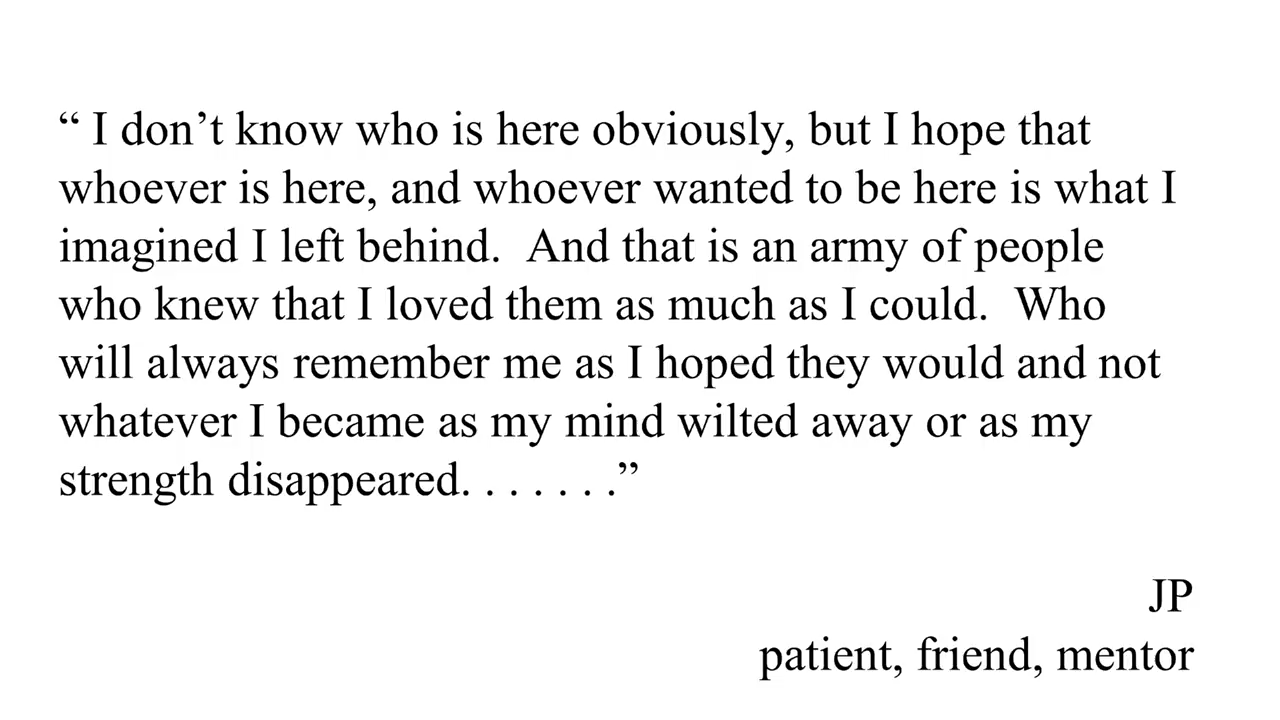 “ I don’t know who is here obviously, but I hope that
whoever is here, and whoever wanted to be here is what I
imagined I left behind.  And that is an army of people
who knew that I loved them as much as I could.  Who
will always remember me as I hoped they would and not
whatever I became as my mind wilted away or as my
strength disappeared. . . . . . .”
JP
patient, friend, mentor